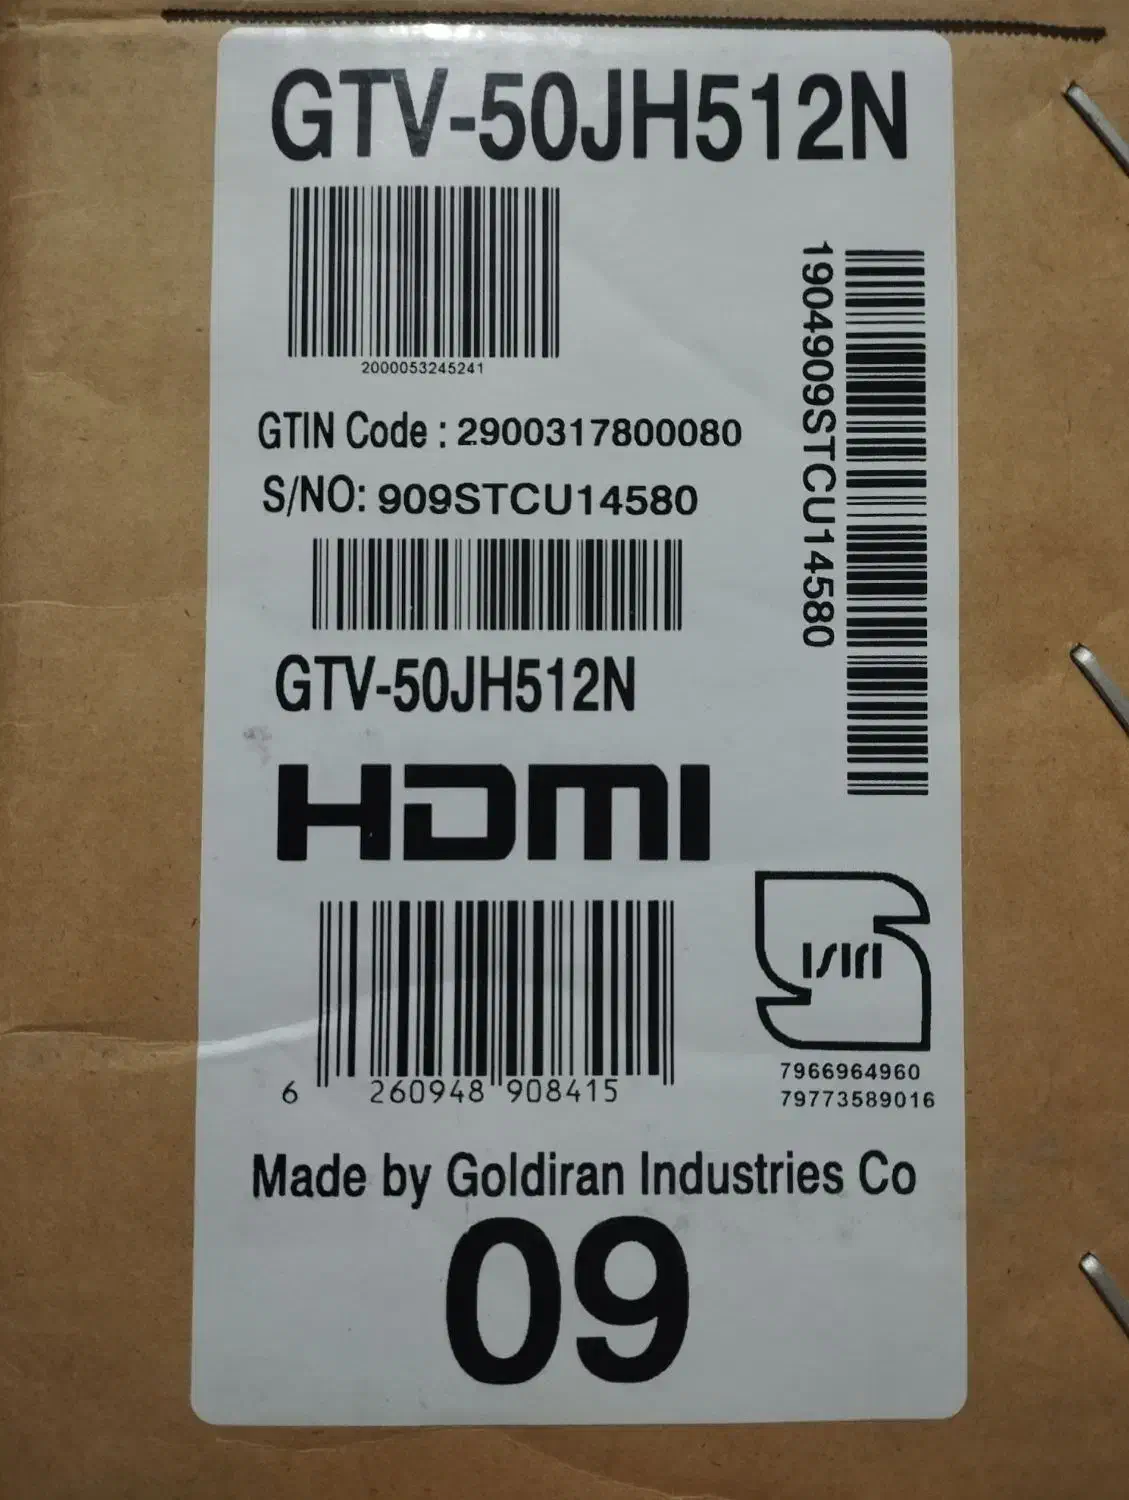 GTV-50JH512N
2000053245241
1904909STCU14580
GTIN Code : 2900317800080
S/NO: 909STCU14580
GTV-50JH512N
HDMI
ISIRI
7966964960
79773589016
6 260948 908415
Made by Goldiran Industries Co
09